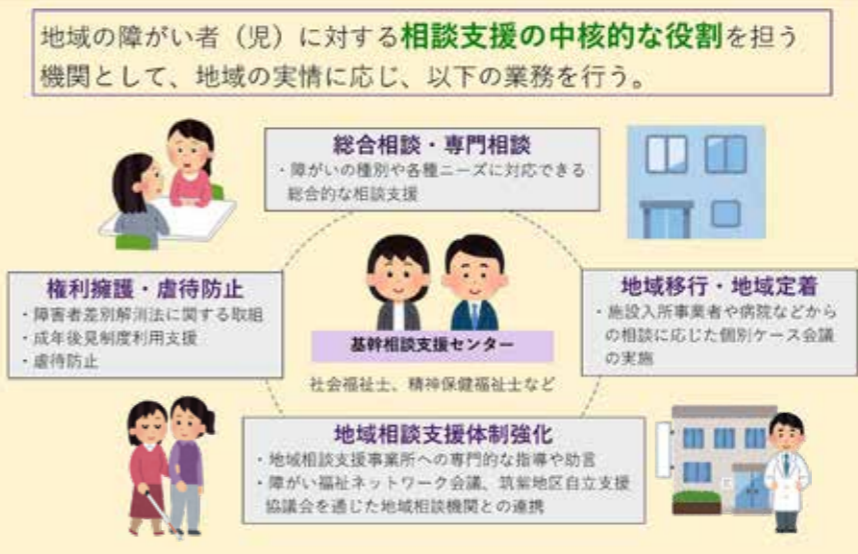 地域の障がい者（児）に対する相談支援の中核的な役割を担う
機関として、地域の実情に応じ、以下の業務を行う。
総合相談・専門相談
・障がいの種別や各種ニーズに対応できる
総合的な相談支援
権利擁護・虐待防止
・障害者差別解消法に関する取組
・成年後見制度利用支援
・虐待防止
基幹相談支援センター
社会福祉士、精神保健福祉士など
地域移行・地域定着
・施設入所事業者や病院などから
の相談に応じた個別ケース会議
の実施
地域相談支援体制強化
・地域相談支援事業所への専門的な指導や助言
・障がい福祉ネットワーク会議、筑紫地区自立支援
協議会を通じた地域相談機関との連携